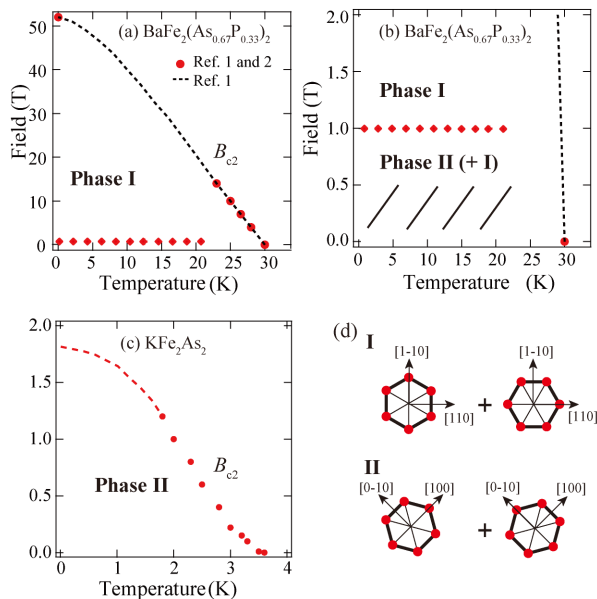 (a) BaFe₂(As₀.₆₇P₀.₃₃)₂
Ref. 1 and 2
Ref. 1
B_c2
Phase I
Field (T)
50
40
30
20
10
0
0
5
10
15
20
25
30
Temperature (K)
(b) BaFe₂(As₀.₆₇P₀.₃₃)₂
Phase I
Phase II (+ I)
Field (T)
2.0
1.5
1.0
0.5
0.0
0
5
10
15
20
25
30
Temperature (K)
(c) KFe₂As₂
B_c2
Phase II
2.0
1.5
1.0
0.5
0.0
0
1
2
3
4
Temperature (K)
(d)
I
[1-10]
[110]
+
[1-10]
[110]
II
[0-10]
[100]
+
[0-10]
[100]